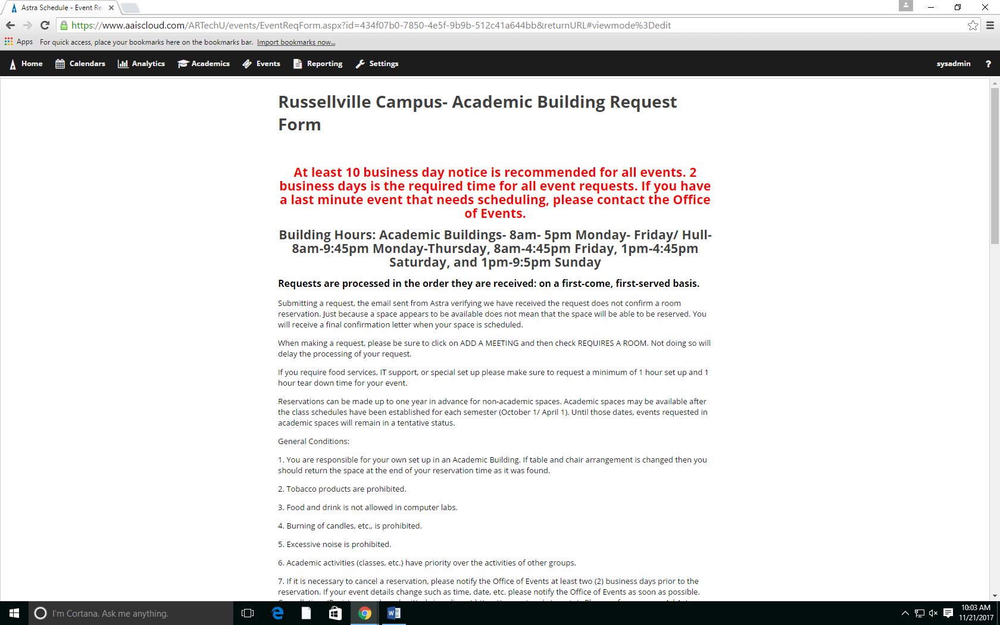 Astra Schedule - Event Re
https://www.aaiscloud.com/ARTechU/events/EventReqForm.aspx?id=434f07b0-7850-4e5f-9b9b-512c41a644bb&returnURL#viewmode%3Dedit
Apps For quick access, place your bookmarks here on the bookmarks bar. Import bookmarks now...
Home Calendars Analytics Academics Events Reporting Settings sysadmin ?
Russellville Campus- Academic Building Request
Form
At least 10 business day notice is recommended for all events. 2
business days is the required time for all event requests. If you have
a last minute event that needs scheduling, please contact the Office
of Events.
Building Hours: Academic Buildings- 8am- 5pm Monday- Friday/ Hull-
8am-9:45pm Monday-Thursday, 8am-4:45pm Friday, 1pm-4:45pm
Saturday, and 1pm-9:5pm Sunday
Requests are processed in the order they are received: on a first-come, first-served basis.
Submitting a request, the email sent from Astra verifying we have received the request does not confirm a room
reservation. Just because a space appears to be available does not mean that the space will be able to be reserved. You
will receive a final confirmation letter when your space is scheduled.
When making a request, please be sure to click on ADD A MEETING and then check REQUIRES A ROOM. Not doing so will
delay the processing of your request.
If you require food services, IT support, or special set up please make sure to request a minimum of 1 hour set up and 1
hour tear down time for your event.
Reservations can be made up to one year in advance for non-academic spaces. Academic spaces may be available after
the class schedules have been established for each semester (October 1/ April 1). Until those dates, events requested in
academic spaces will remain in a tentative status.
General Conditions:
1. You are responsible for your own set up in an Academic Building. If table and chair arrangement is changed then you
should return the space at the end of your reservation time as it was found.
2. Tobacco products are prohibited.
3. Food and drink is not allowed in computer labs.
4. Burning of candles, etc., is prohibited.
5. Excessive noise is prohibited.
6. Academic activities (classes, etc.) have priority over the activities of other groups.
7. If it is necessary to cancel a reservation, please notify the Office of Events at least two (2) business days prior to the
reservation. If your event details change such as time, date, etc. please notify the Office of Events as soon as possible.
I'm Cortana. Ask me anything.
10:03 AM
11/21/2017